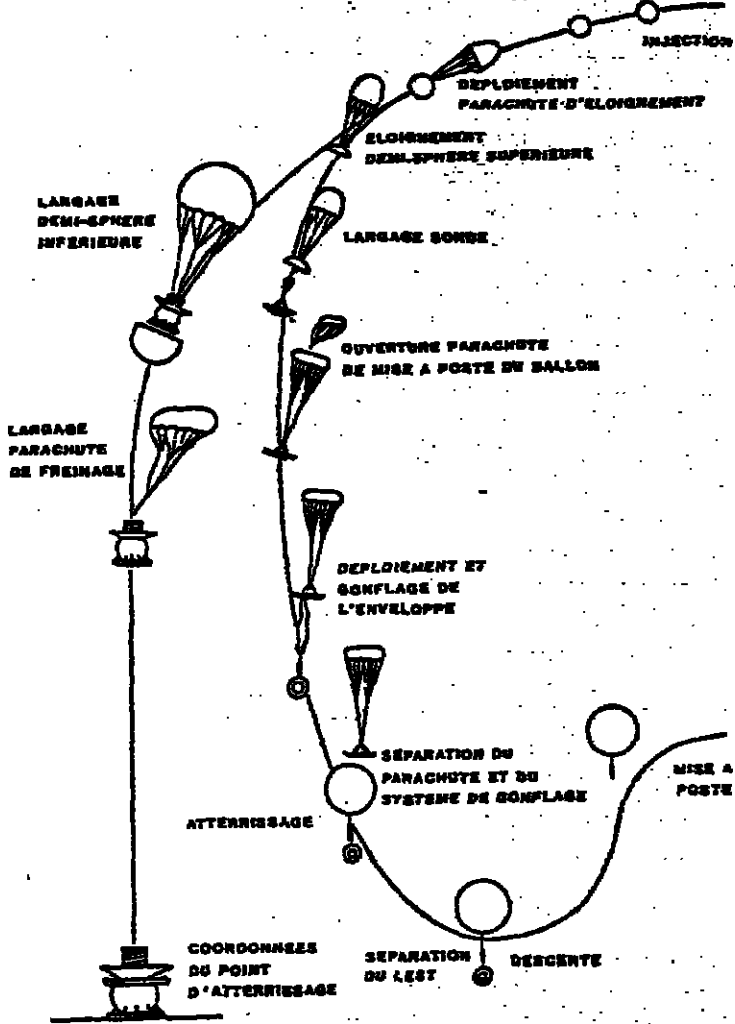 INJECTION
DEPLOIEMENT
PARACHUTE D'ELOIGNEMENT
ELOIGNEMENT
DEMI-SPHERE SUPERIEURE
LARGAGE
DEMI-SPHERE
INFERIEURE
LARGAGE SONDE
OUVERTURE PARACHUTE
DE MISE A POSTE DU BALLON
LARGAGE
PARACHUTE
DE FREINAGE
DEPLOIEMENT ET
GONFLAGE DE
L'ENVELOPPE
SEPARATION DU
PARACHUTE ET DU
SYSTEME DE GONFLAGE
MISE A
POSTE
ATTERRISSAGE
COORDONNEES
DU POINT
D'ATTERRISSAGE
SEPARATION
DU LEST
DESCENTE